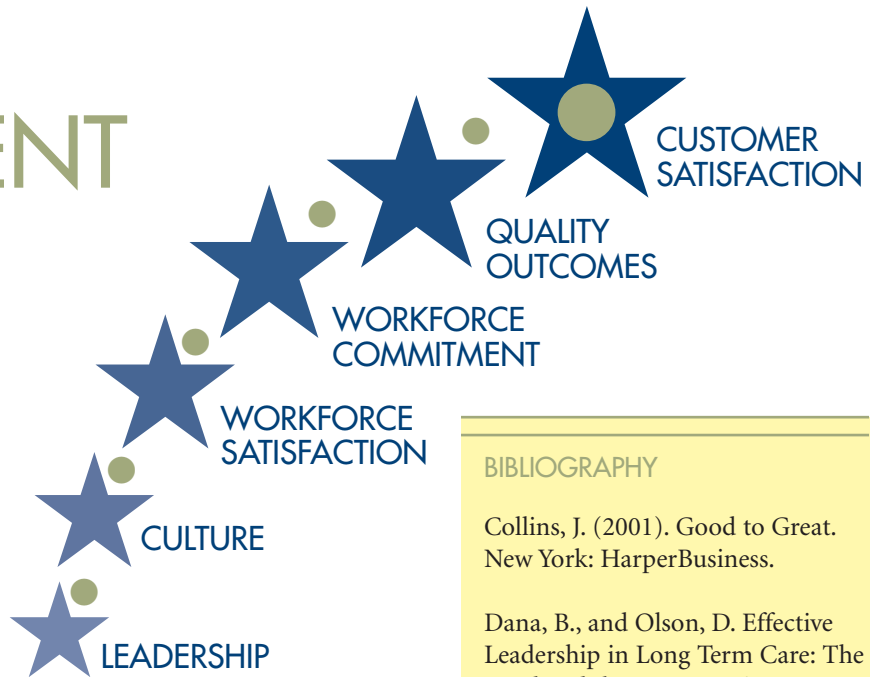 CUSTOMER
SATISFACTION
QUALITY
OUTCOMES
WORKFORCE
COMMITMENT
WORKFORCE
SATISFACTION
CULTURE
LEADERSHIP
BIBLIOGRAPHY
Collins, J. (2001). Good to Great.
New York: HarperBusiness.
Dana, B., and Olson, D. Effective
Leadership in Long Term Care: The